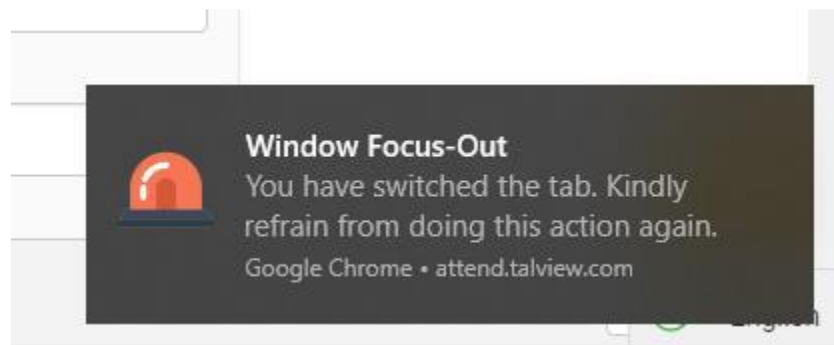 Window Focus-Out
You have switched the tab. Kindly
refrain from doing this action again.
Google Chrome • attend.talview.com
English